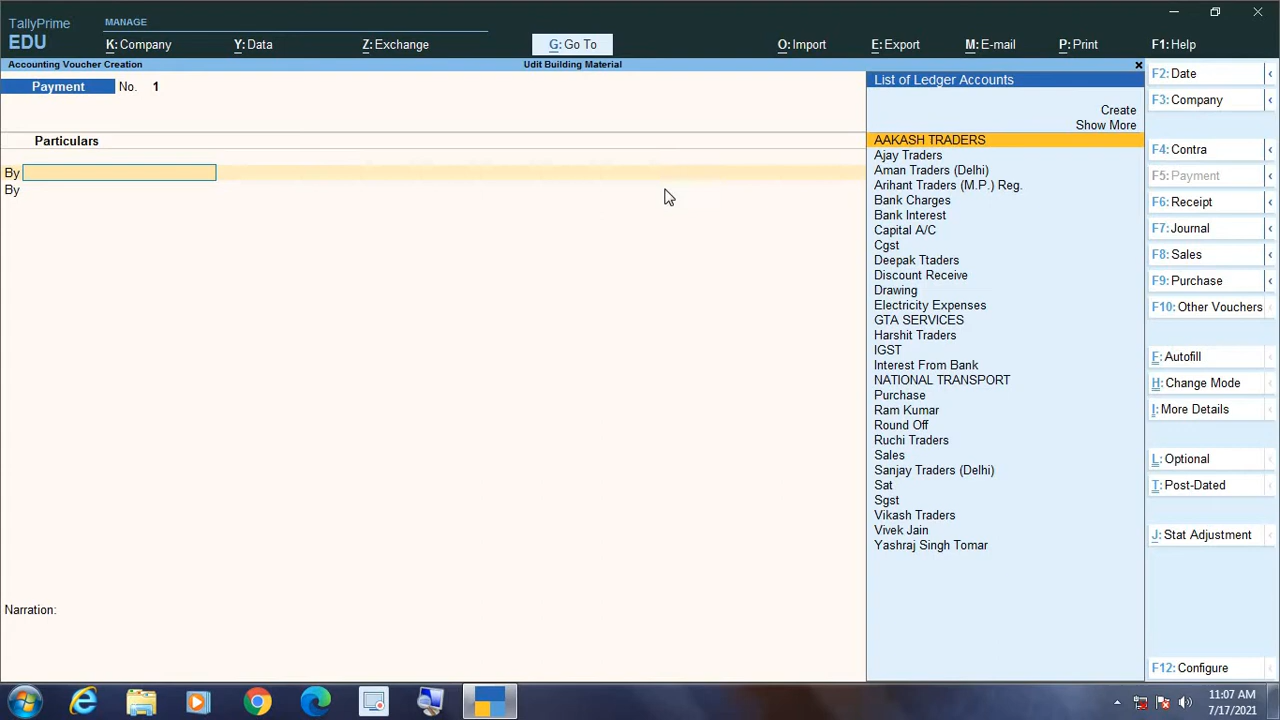 TallyPrime
EDU
MANAGE
K: Company
Y: Data
Z: Exchange
G: Go To
O: Import
E: Export
M: E-mail
P: Print
F1: Help
Accounting Voucher Creation
Udit Building Material
×
Payment No. 1
Particulars
By
By
Narration:
List of Ledger Accounts
Create
Show More
AAKASH TRADERS
Ajay Traders
Aman Traders (Delhi)
Arihant Traders (M.P.) Reg.
Bank Charges
Bank Interest
Capital A/C
Cgst
Deepak Ttaders
Discount Receive
Drawing
Electricity Expenses
GTA SERVICES
Harshit Traders
IGST
Interest From Bank
NATIONAL TRANSPORT
Purchase
Ram Kumar
Round Off
Ruchi Traders
Sales
Sanjay Traders (Delhi)
Sat
Sgst
Vikash Traders
Vivek Jain
Yashraj Singh Tomar
F2: Date
F3: Company
F4: Contra
F5: Payment
F6: Receipt
F7: Journal
F8: Sales
F9: Purchase
F10: Other Vouchers
F: Autofill
H: Change Mode
I: More Details
L: Optional
T: Post-Dated
J: Stat Adjustment
F12: Configure
11:07 AM
7/17/2021